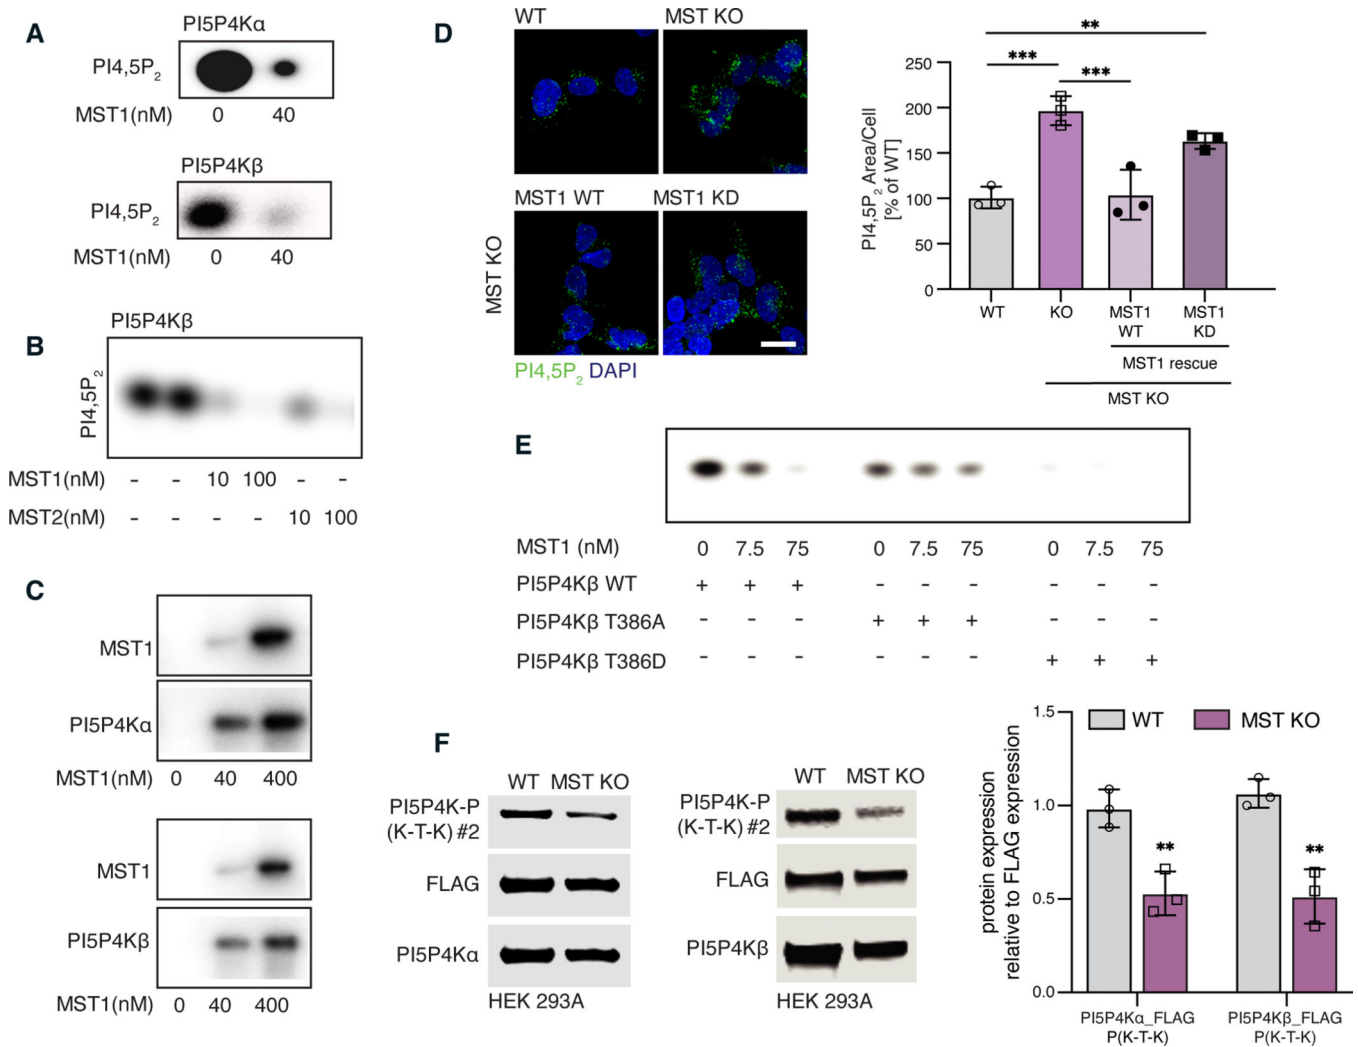 A
PI5P4Kα
PI4,5P2
MST1(nM) 0 40
PI5P4Kβ
PI4,5P2
MST1(nM) 0 40
B
PI5P4Kβ
PI4,5P2
MST1(nM) - - 10 100 - -
MST2(nM) - - - - 10 100
C
MST1
PI5P4Kα
MST1(nM) 0 40 400
MST1
PI5P4Kβ
MST1(nM) 0 40 400
D
WT MST KO
MST1 WT MST1 KD
MST KO
PI4,5P2 DAPI
PI4,5P2 Area/Cell
[% of WT]
250
200
150
100
50
0
**
*** ***
WT KO MST1 MST1
WT KD
MST1 rescue
MST KO
E
MST1 (nM) 0 7.5 75 0 7.5 75 0 7.5 75
PI5P4Kβ WT + + + - - - - - -
PI5P4Kβ T386A - - - + + + - - -
PI5P4Kβ T386D - - - - - - + + +
F
WT MST KO
PI5P4K-P
(K-T-K) #2
FLAG
PI5P4Kα
HEK 293A
WT MST KO
PI5P4K-P
(K-T-K) #2
FLAG
PI5P4Kβ
HEK 293A
protein expression
relative to FLAG expression
1.5
1.0
0.5
0.0
WT MST KO
** **
PI5P4Kα_FLAG PI5P4Kβ_FLAG
P(K-T-K) P(K-T-K)